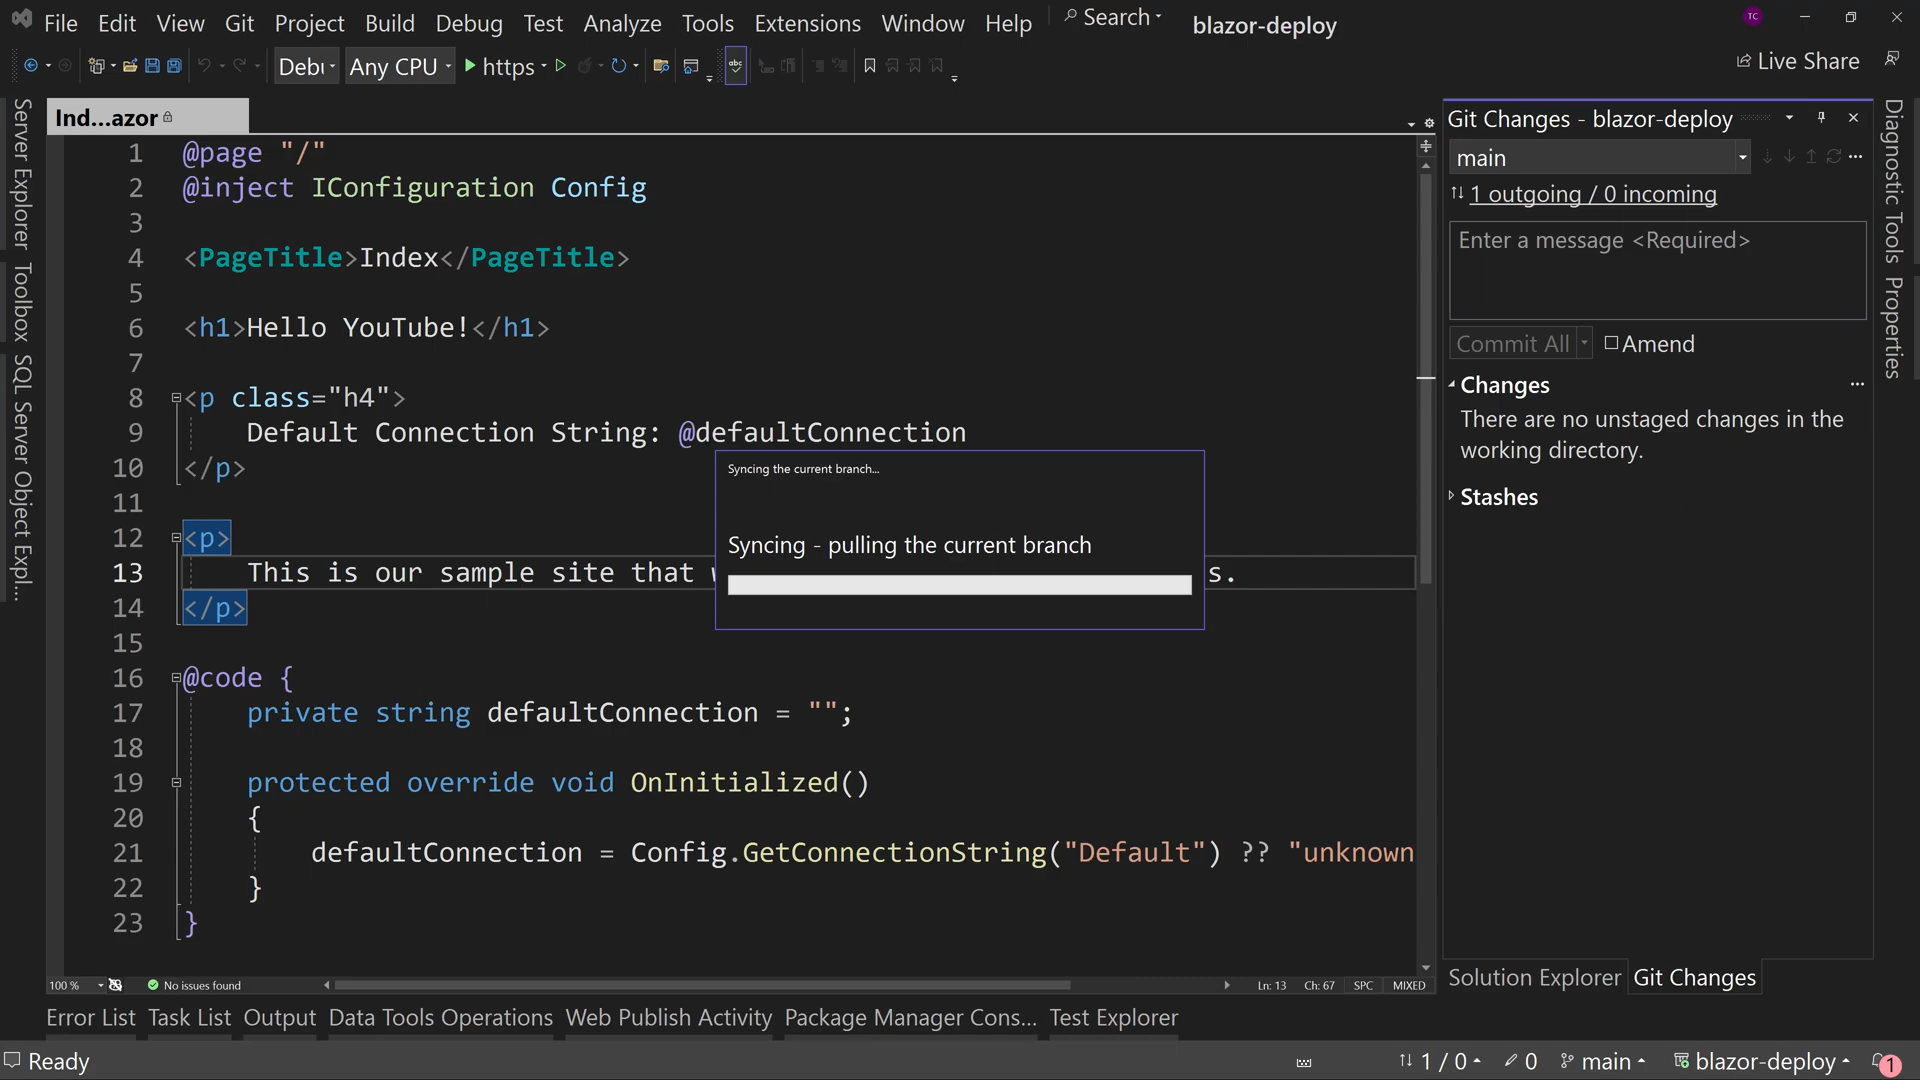 File Edit View Git Project Build Debug Test Analyze Tools Extensions Window Help Search blazor-deploy TC
Debu Any CPU https Live Share
Server Explorer
Toolbox
SQL Server Object Expl...
Ind...azor
1 @page "/"
2 @inject IConfiguration Config
3
4 <PageTitle>Index</PageTitle>
5
6 <h1>Hello YouTube!</h1>
7
8 <p class="h4">
9 Default Connection String: @defaultConnection
10 </p>
11
12 <p>
13 This is our sample site that s.
14 </p>
15
16 @code {
17 private string defaultConnection = "";
18
19 protected override void OnInitialized()
20 {
21 defaultConnection = Config.GetConnectionString("Default") ?? "unknown
22 }
23 }
Syncing the current branch...
Syncing - pulling the current branch
Git Changes - blazor-deploy
main
1 outgoing / 0 incoming
Enter a message <Required>
Commit All Amend
Changes
There are no unstaged changes in the
working directory.
Stashes
Diagnostic Tools
Properties
100 % No issues found Ln: 13 Ch: 67 SPC MIXED
Solution Explorer Git Changes
Error List Task List Output Data Tools Operations Web Publish Activity Package Manager Cons... Test Explorer
Ready 1 / 0 0 main blazor-deploy 1